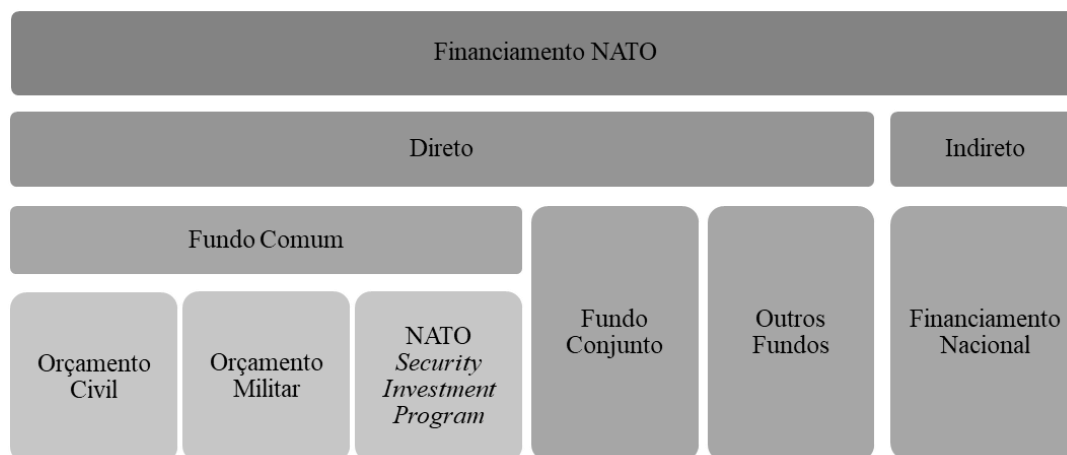 Financiamento NATO
Direto
Indireto
Fundo Comum
Orçamento
Civil
Orçamento
Militar
NATO
Security
Investment
Program
Fundo
Conjunto
Outros
Fundos
Financiamento
Nacional